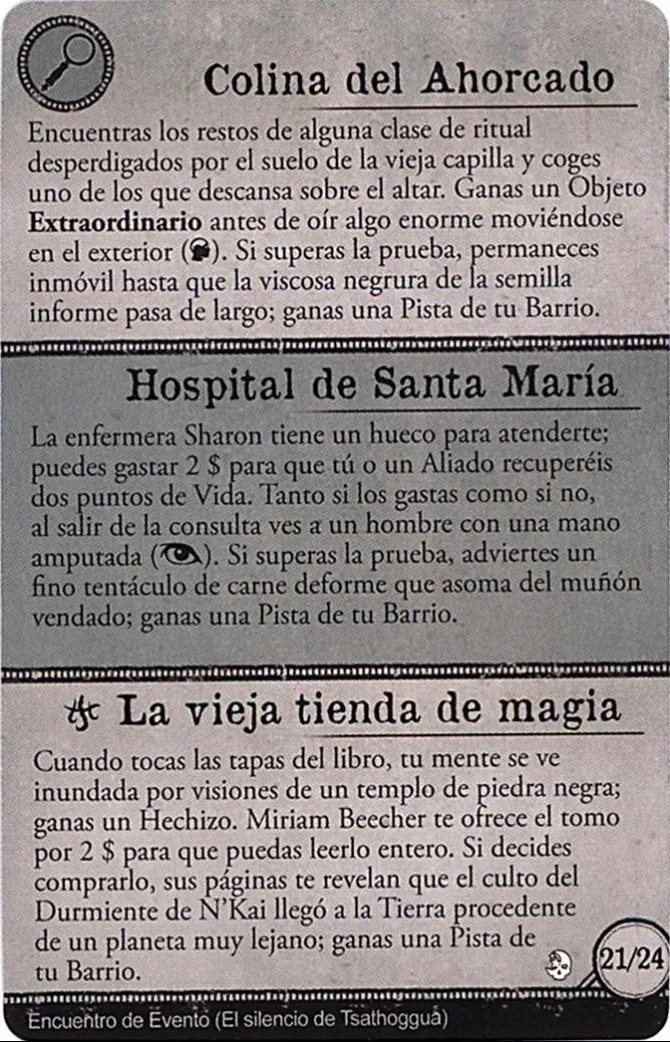 Colina del Ahorcado
Encuentras los restos de alguna clase de ritual
desperdigados por el suelo de la vieja capilla y coges
uno de los que descansa sobre el altar. Ganas un Objeto
Extraordinario antes de oír algo enorme moviéndose
en el exterior (). Si superas la prueba, permaneces
inmóvil hasta que la viscosa negrura de la semilla
informe pasa de largo; ganas una Pista de tu Barrio.
Hospital de Santa María
La enfermera Sharon tiene un hueco para atenderte;
puedes gastar 2 $ para que tú o un Aliado recuperéis
dos puntos de Vida. Tanto si los gastas como si no,
al salir de la consulta ves a un hombre con una mano
amputada (). Si superas la prueba, adviertes un
fino tentáculo de carne deforme que asoma del muñón
vendado; ganas una Pista de tu Barrio.
La vieja tienda de magia
Cuando tocas las tapas del libro, tu mente se ve
inundada por visiones de un templo de piedra negra;
ganas un Hechizo. Miriam Beecher te ofrece el tomo
por 2 $ para que puedas leerlo entero. Si decides
comprarlo, sus páginas te revelan que el culto del
Durmiente de N'Kai llegó a la Tierra procedente
de un planeta muy lejano; ganas una Pista de
tu Barrio.
21/24
Encuentro de Evento (El silencio de Tsathoggua)